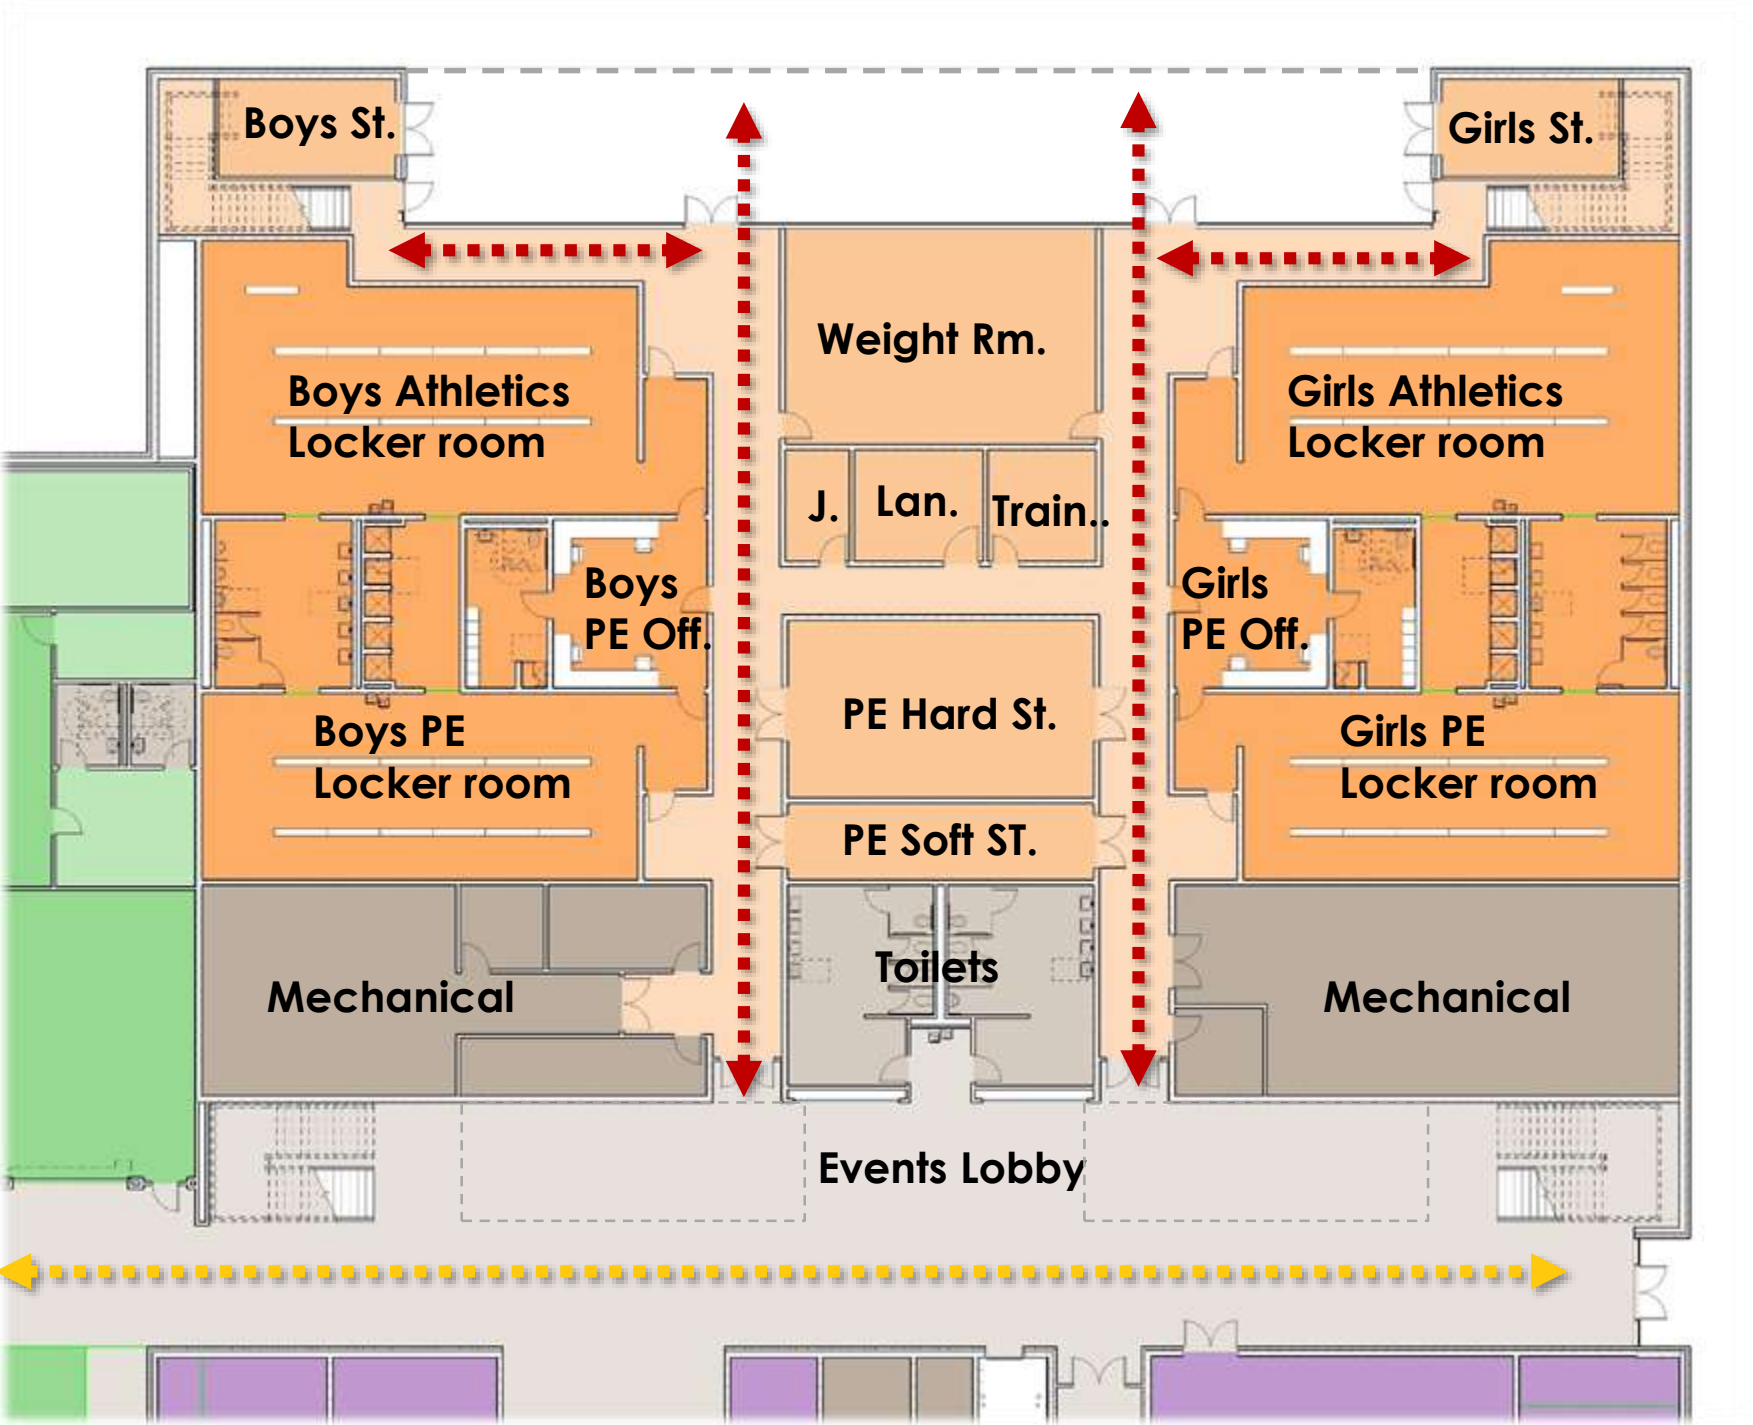 Boys St.
Girls St.
Weight Rm.
Boys Athletics
Locker room
Girls Athletics
Locker room
J.
Lan.
Train..
Boys
PE Off.
Girls
PE Off.
PE Hard St.
Boys PE
Locker room
Girls PE
Locker room
PE Soft ST.
Toilets
Mechanical
Mechanical
Events Lobby